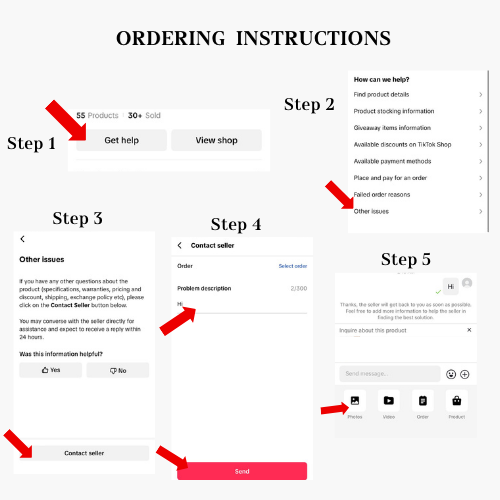 ORDERING INSTRUCTIONS
Step 1
55 Products 30+ Sold
Get help
View shop
Step 2
How can we help?
Find product details
Product stocking information
Giveaway items information
Available discounts on TikTok Shop
Available payment methods
Place and pay for an order
Failed order reasons
Other issues
Step 3
Other issues
If you have any other questions about the
product (specifications, warranties, pricing and
discount, shipping, exchange policy etc), please
click on the Contact Seller button below.
You may converse with the seller directly for
assistance and expect to receive a reply within
24 hours.
Was this information helpful?
Yes
No
Contact seller
Step 4
Contact seller
Order
Select order
Problem description
2/300
Hi
Send
Step 5
Hi
Thanks, the seller will get back to you as soon as possible.
Feel free to add more information to help the seller in
finding the best solution.
Inquire about this product
Send message...
Photos
Video
Order
Product